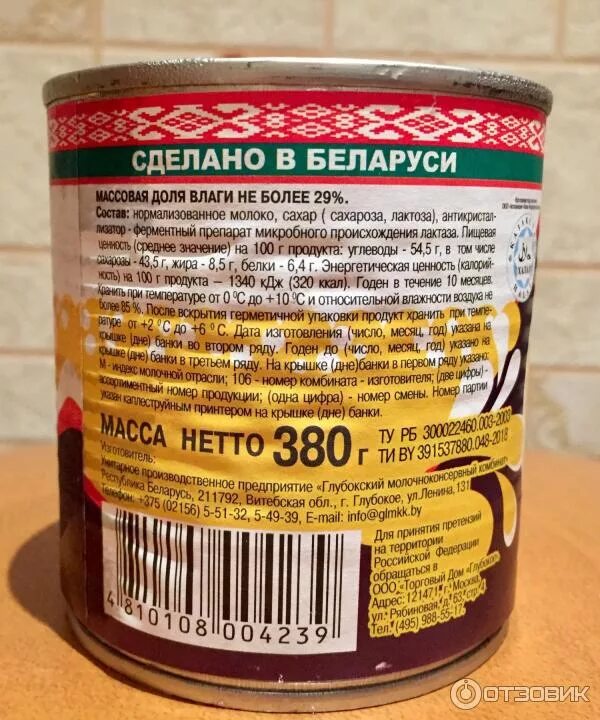 СДЕЛАНО В БЕЛАРУСИ
МАССОВАЯ ДОЛЯ ВЛАГИ НЕ БОЛЕЕ 29%.
Состав: нормализованное молоко, сахар ( сахароза, лактоза), антикристал-
лизатор - ферментный препарат микробного происхождения лактаза. Пищевая
ценность (среднее значение) на 100 г продукта: углеводы - 54,5 г, в том числе
сахарозы - 43,5 г, жира - 8,5 г, белки - 6,4 г. Энергетическая ценность (калорий-
ность) на 100 г продукта – 1340 кДж (320 ккал). Годен в течение 10 месяцев.
Хранить при температуре от 0 °С до +10 °С и относительной влажности воздуха не
более 85 %. После вскрытия герметичной упаковки продукт хранить при темпе-
ратуре от +2 °С до +6 °С. Дата изготовления (число, месяц, год) указана на
крышке (дне) банки во втором ряду. Годен до (число, месяц, год) указана на
крышке (дне) банки в третьем ряду. На крышке (дне)банки в первом ряду указано:
М - индекс молочной отрасли; 106 - номер комбината - изготовителя; (две цифры) -
ассортиментный номер продукции; (одна цифра) - номер смены. Номер партии
указан каплеструйным принтером на крышке (дне) банки.
МАССА НЕТТО 380 г
ТУ РБ 300022460.003-2003
ТИ BY 391537880.048-2018
Изготовитель:
Унитарное производственное предприятие «Глубокский молочноконсервный комбинат»
Республика Беларусь, 211792, Витебская обл., г. Глубокое, ул.Ленина,131
Телефон: +375 (02156) 5-51-32, 5-49-39, E-mail: info@glmkk.by
Для принятия претензий
на территории
Российской Федерации
обращаться в
ООО "Торговый Дом "Глубокое",
Адрес:121471, г. Москва,
ул. Рябиновая, д. 63, стр.4,
Тел. (495) 988-55-17
4 810108 004239
ХАЛЯЛЬ
ОТЗОВИК